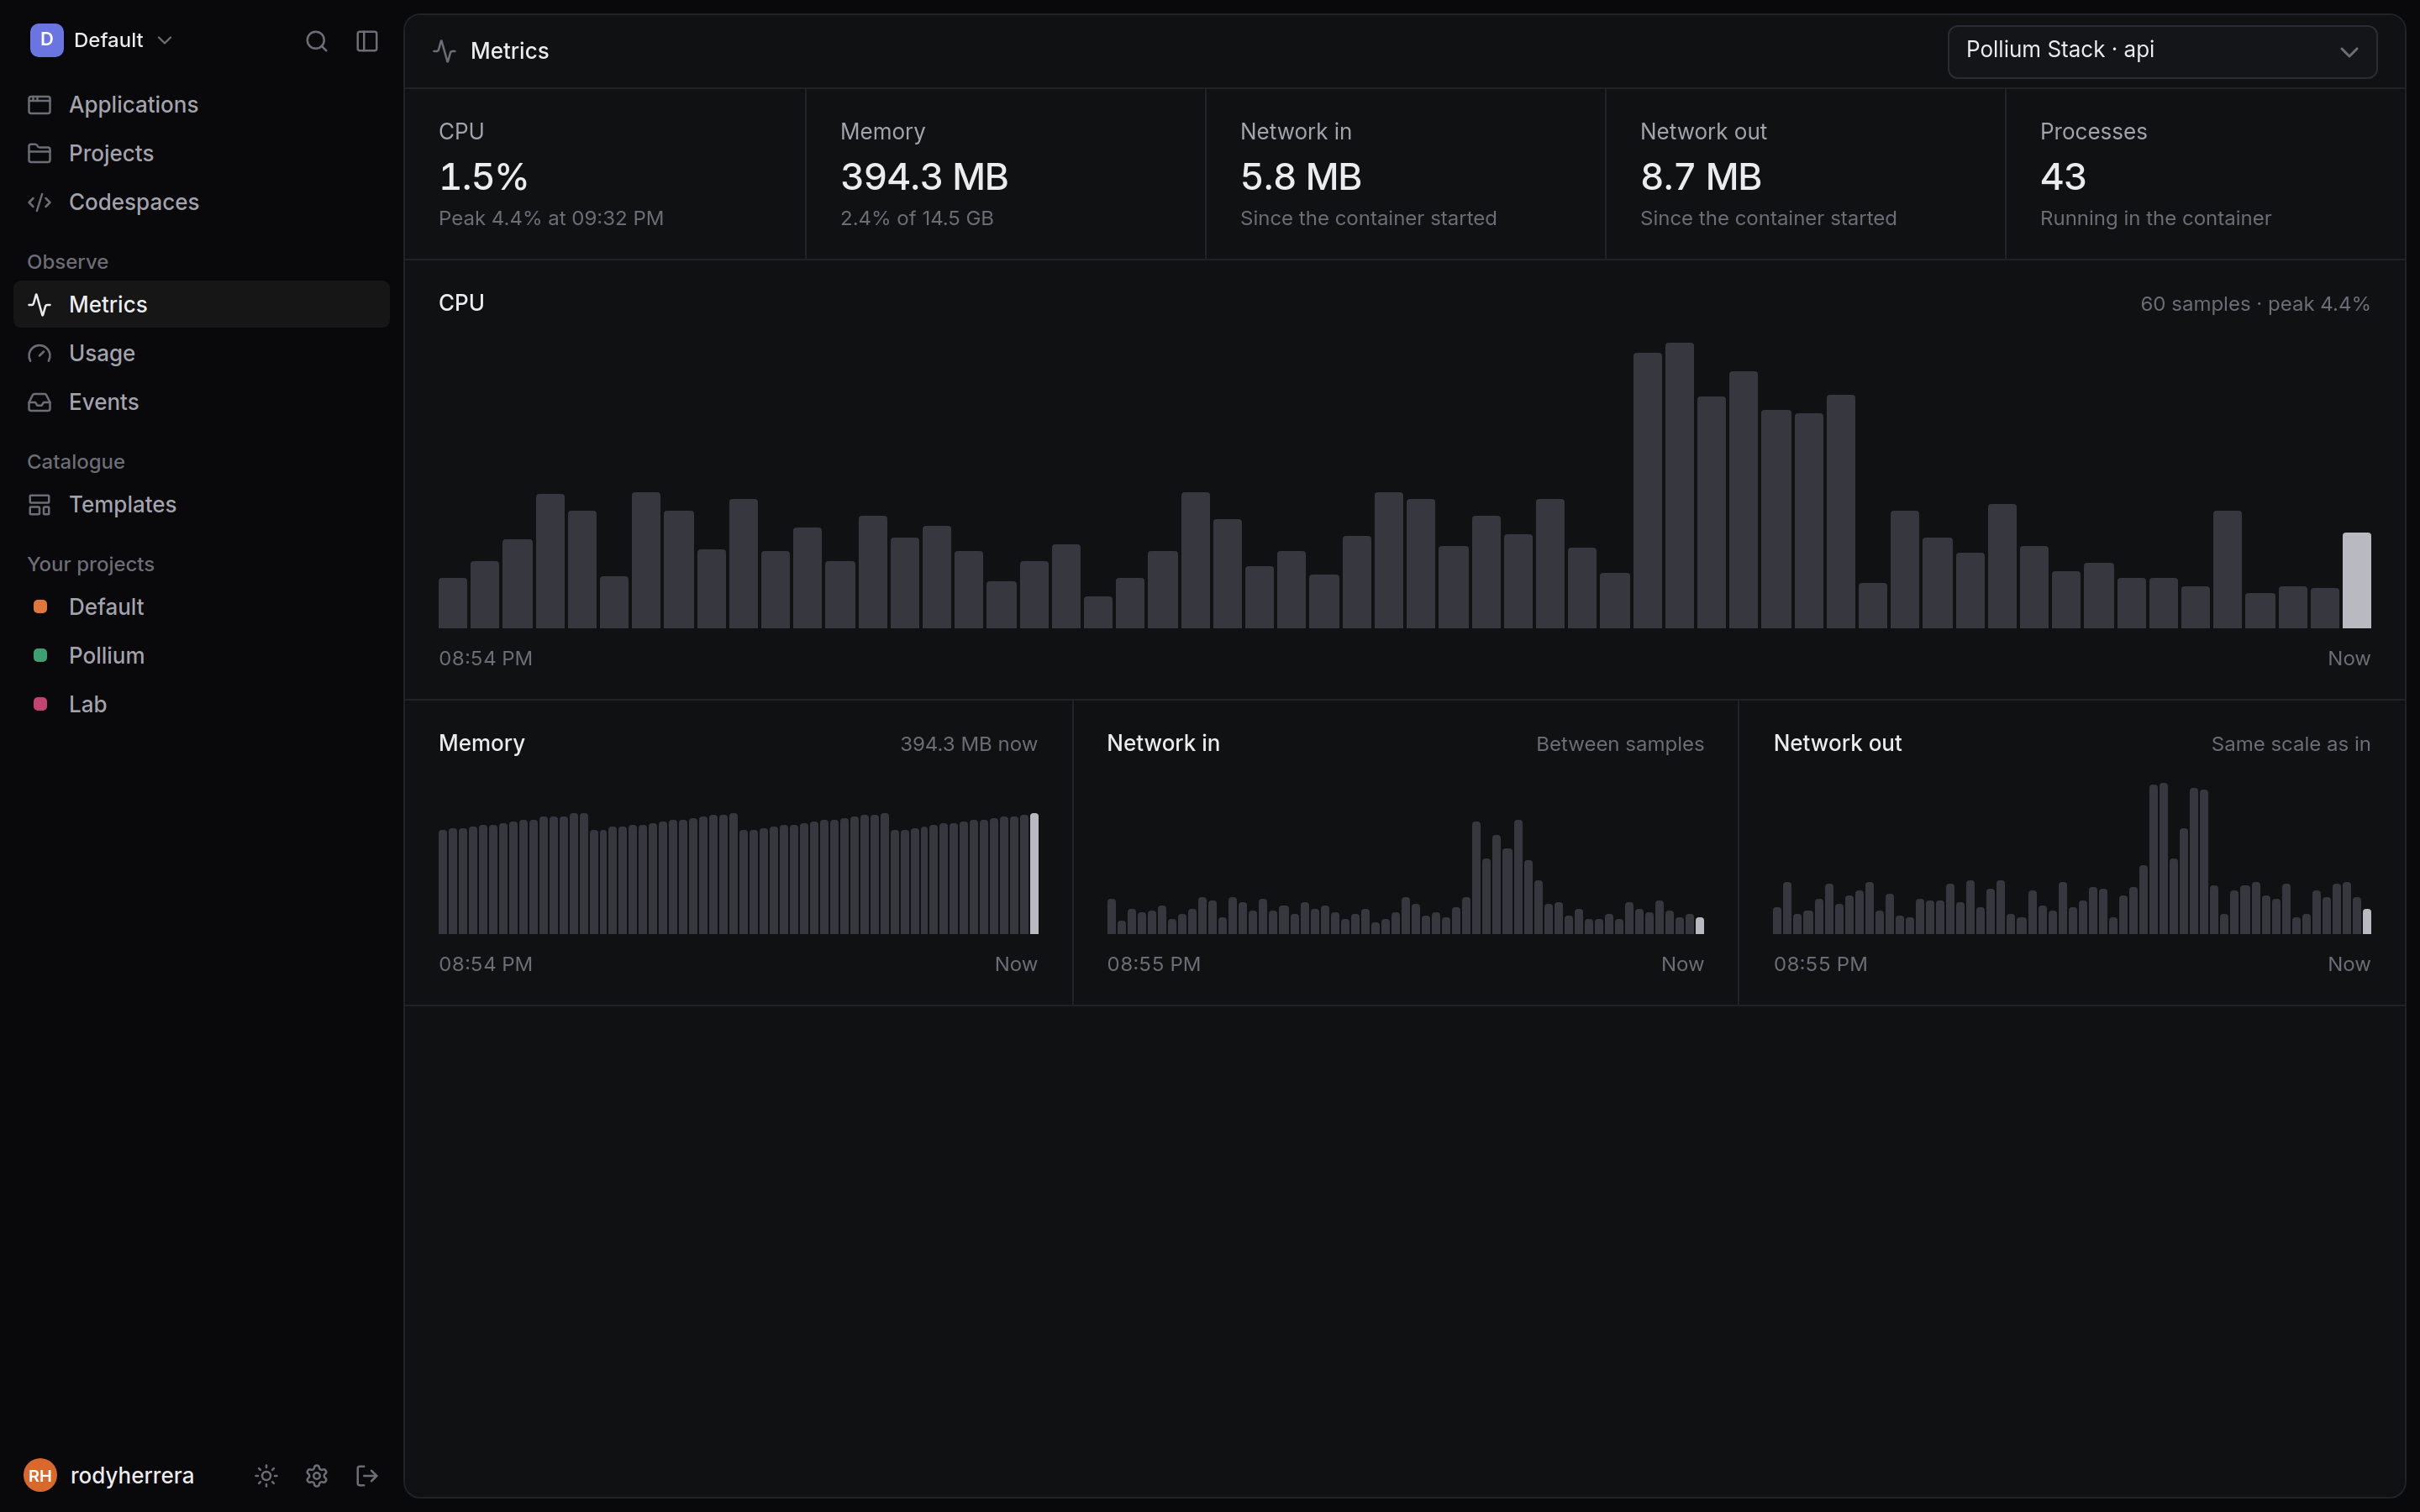 D Default
Applications
Projects
Codespaces
Observe
Metrics
Usage
Events
Catalogue
Templates
Your projects
Default
Pollium
Lab
RH rodyherrera
Metrics
Pollium Stack · api
CPU
1.5%
Peak 4.4% at 09:32 PM
Memory
394.3 MB
2.4% of 14.5 GB
Network in
5.8 MB
Since the container started
Network out
8.7 MB
Since the container started
Processes
43
Running in the container
CPU
60 samples · peak 4.4%
08:54 PM
Now
Memory
394.3 MB now
08:54 PM
Now
Network in
Between samples
08:55 PM
Now
Network out
Same scale as in
08:55 PM
Now